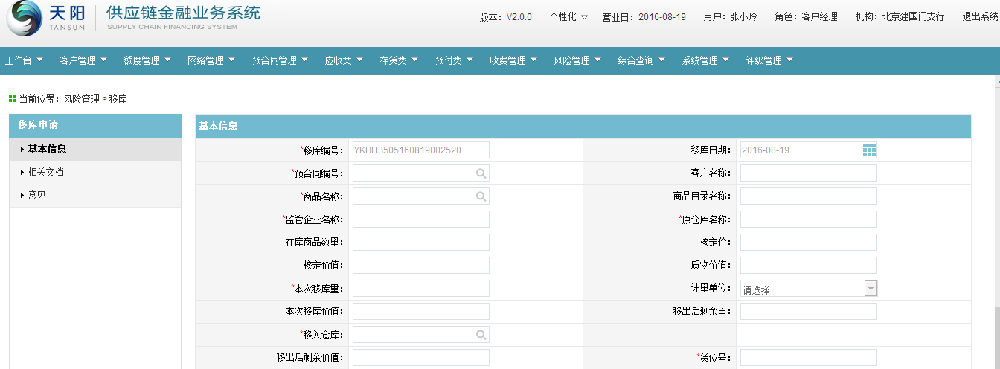 天阳 TANSUN 供应链金融业务系统 SUPPLY CHAIN FINANCING SYSTEM
版本：V2.0.0 个性化 营业日：2016-08-19 用户：张小玲 角色：客户经理 机构：北京建国门支行 退出系统
工作台 客户管理 额度管理 网络管理 预合同管理 应收类 存货类 预付类 收费管理 风险管理 综合查询 系统管理 评级管理
当前位置：风险管理 > 移库
移库申请
基本信息
相关文档
意见
基本信息
*移库编号： YKBH3505160819002520 移库日期： 2016-08-19
*预合同编号： 客户名称：
*商品名称： 商品目录名称：
*监管企业名称： *原仓库名称：
在库商品数量： 核定价：
核定价值： 质物价值：
*本次移库量： 计量单位： 请选择
本次移库价值： 移出后剩余量：
*移入仓库：
移出后剩余价值： *货位号：